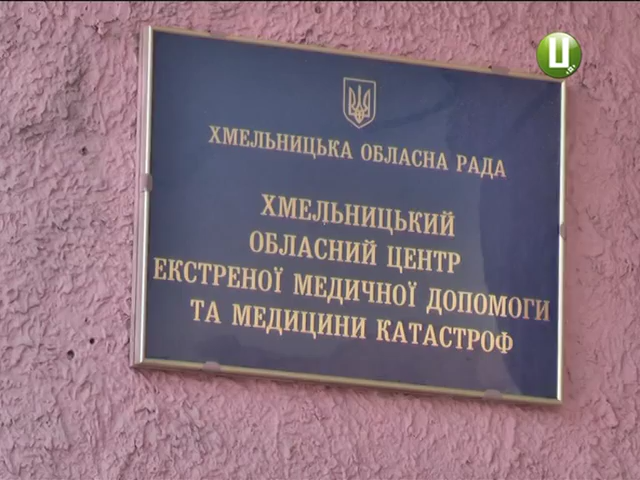 Ц
ХМЕЛЬНИЦЬКА ОБЛАСНА РАДА
ХМЕЛЬНИЦЬКИЙ
ОБЛАСНИЙ ЦЕНТР
ЕКСТРЕНОЇ МЕДИЧНОЇ ДОПОМОГИ
ТА МЕДИЦИНИ КАТАСТРОФ